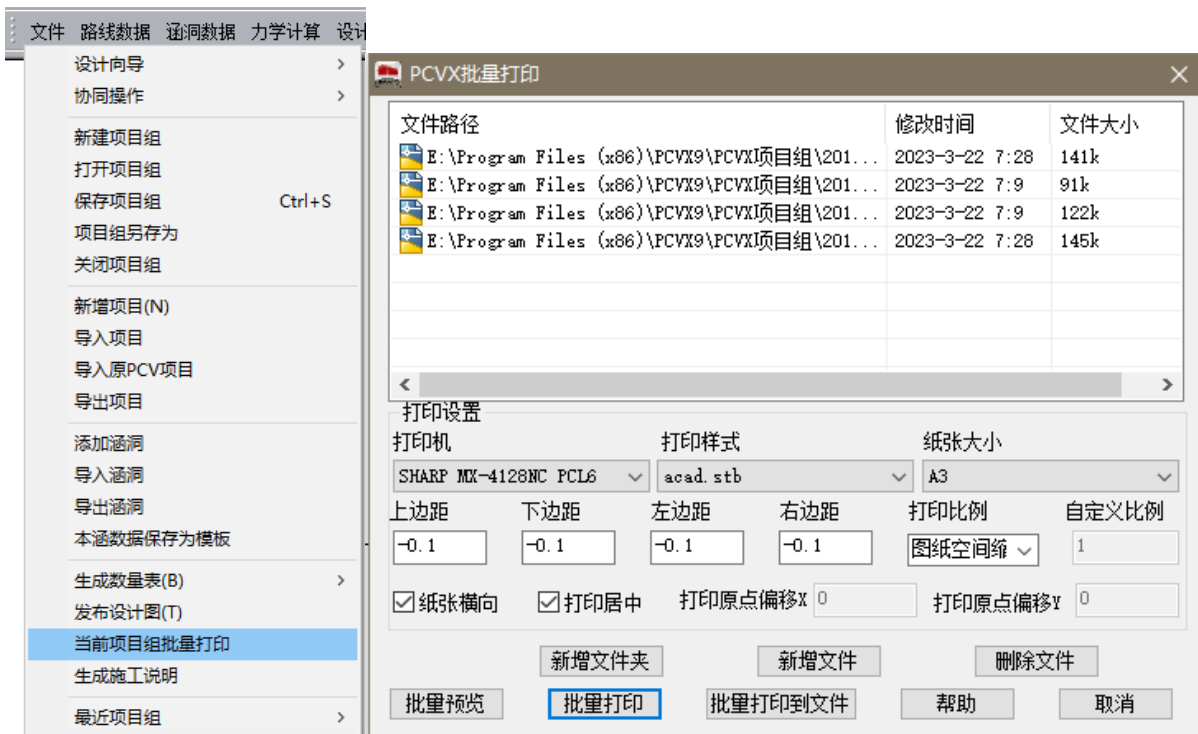 文件 路线数据 涵洞数据 力学计算 设计
设计向导
协同操作
新建项目组
打开项目组
保存项目组 Ctrl+S
项目组另存为
关闭项目组
新增项目(N)
导入项目
导入原PCV项目
导出项目
添加涵洞
导入涵洞
导出涵洞
本涵数据保存为模板
生成数量表(B)
发布设计图(T)
当前项目组批量打印
生成施工说明
最近项目组
PCVX批量打印
文件路径 修改时间 文件大小
E:\Program Files (x86)\PCVX9\PCVX项目组\201... 2023-3-22 7:28 141k
E:\Program Files (x86)\PCVX9\PCVX项目组\201... 2023-3-22 7:9 91k
E:\Program Files (x86)\PCVX9\PCVX项目组\201... 2023-3-22 7:9 122k
E:\Program Files (x86)\PCVX9\PCVX项目组\201... 2023-3-22 7:28 145k
打印设置
打印机 打印样式 纸张大小
SHARP MX-4128NC PCL6 acad.stb A3
上边距 下边距 左边距 右边距 打印比例 自定义比例
-0.1 -0.1 -0.1 -0.1 图纸空间缩 1
纸张横向 打印居中 打印原点偏移X 0 打印原点偏移Y 0
新增文件夹 新增文件 删除文件
批量预览 批量打印 批量打印到文件 帮助 取消